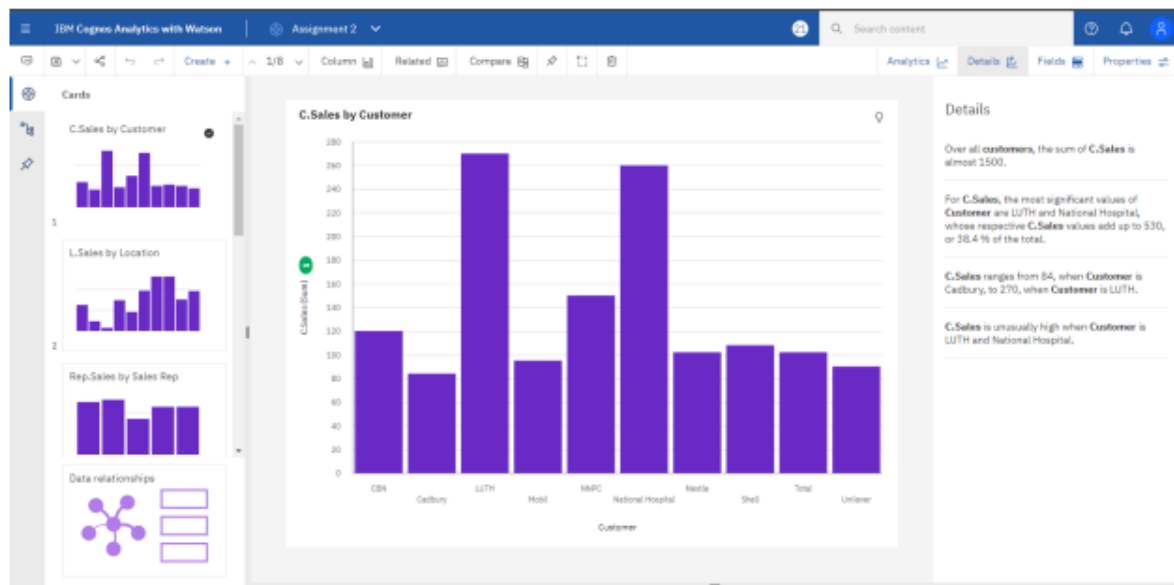 IBM Cognos Analytics with Watson
Assignment 2
21
Search content
Create +
1/8
Column
Related
Compare
Analytics
Details
Fields
Properties
Cards
C.Sales by Customer
1
L.Sales by Location
2
Rep.Sales by Sales Rep
Data relationships
C.Sales by Customer
280
260
240
220
200
180
160
140
120
100
80
60
40
20
0
C.Sales (Sum)
CBN
Cadbury
LUTH
Mobil
NNPC
National Hospital
Nestle
Shell
Total
Unilever
Customer
Details
Over all customers, the sum of C.Sales is
almost 1500.
For C.Sales, the most significant values of
Customer are LUTH and National Hospital,
whose respective C.Sales values add up to 530,
or 38.4 % of the total.
C.Sales ranges from 84, when Customer is
Cadbury, to 270, when Customer is LUTH.
C.Sales is unusually high when Customer is
LUTH and National Hospital.